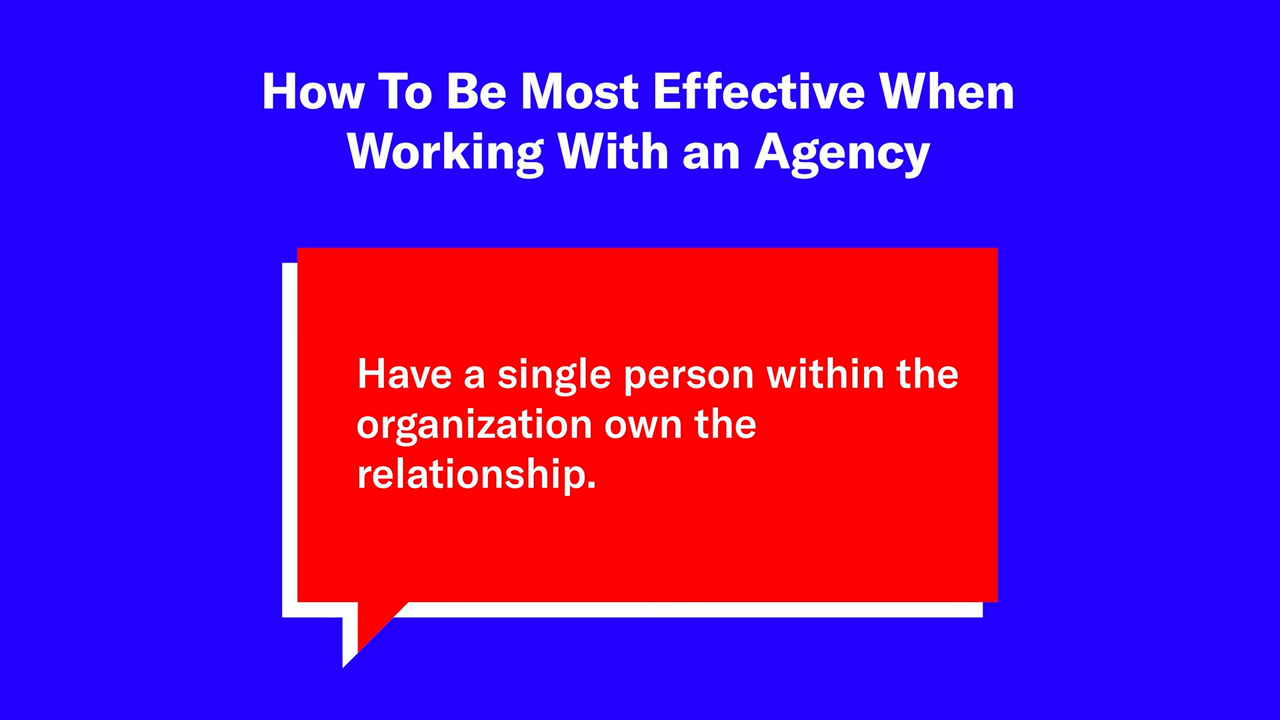 How To Be Most Effective When
Working With an Agency
Have a single person within the
organization own the
relationship.